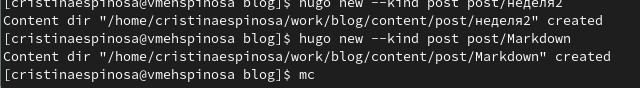 [cristinaespinosa@vmehspinosa blog]$ hugo new --kind post post/неделя2
Content dir "/home/cristinaespinosa/work/blog/content/post/неделя2" created
[cristinaespinosa@vmehspinosa blog]$ hugo new --kind post post/Markdown
Content dir "/home/cristinaespinosa/work/blog/content/post/Markdown" created
[cristinaespinosa@vmehspinosa blog]$ mc